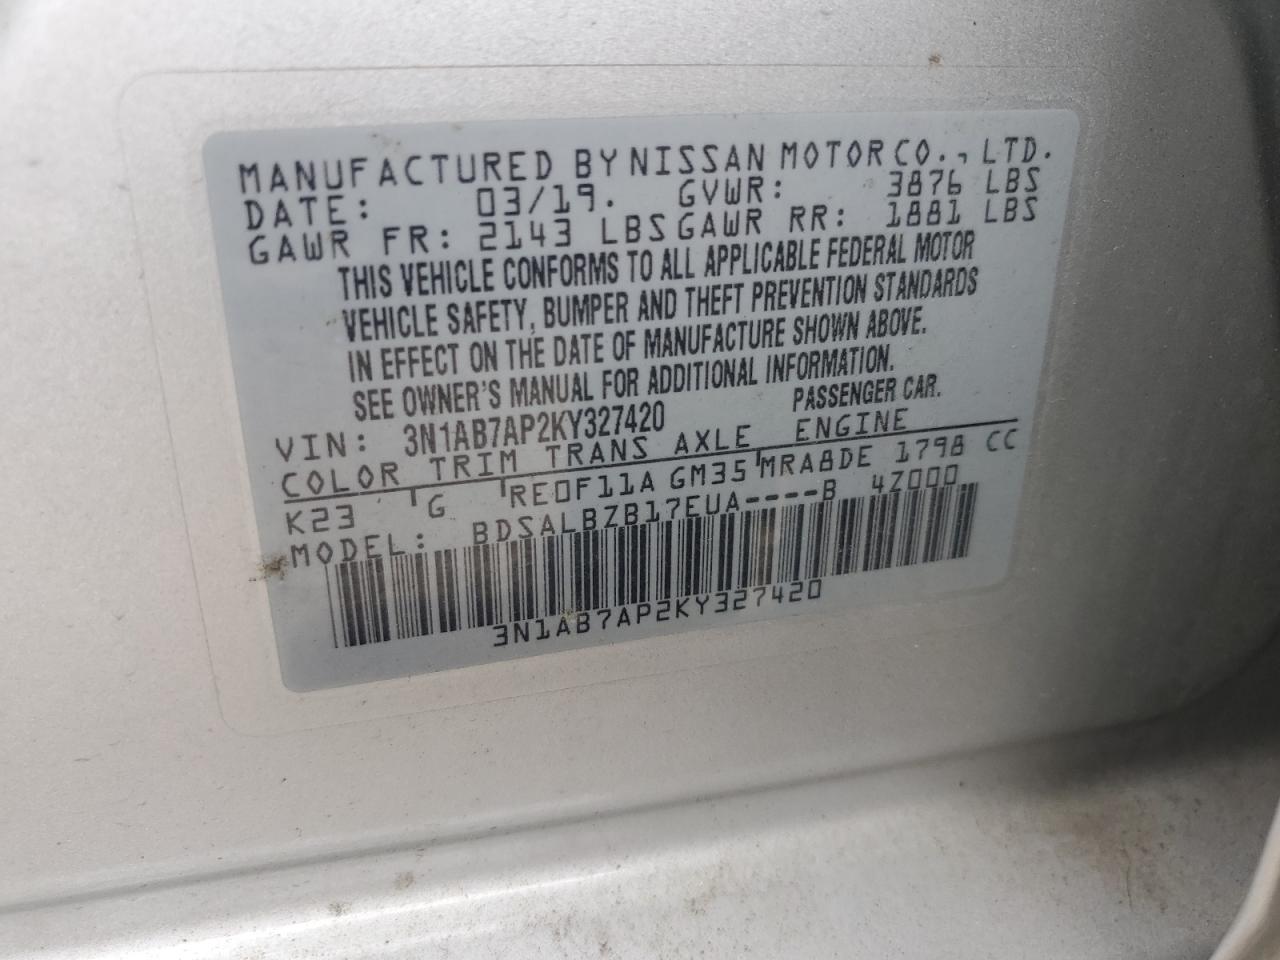 MANUFACTURED BY NISSAN MOTOR CO., LTD.
DATE: 03/19. GVWR: 3876 LBS
GAWR FR: 2143 LBS GAWR RR: 1881 LBS
THIS VEHICLE CONFORMS TO ALL APPLICABLE FEDERAL MOTOR
VEHICLE SAFETY, BUMPER AND THEFT PREVENTION STANDARDS
IN EFFECT ON THE DATE OF MANUFACTURE SHOWN ABOVE.
SEE OWNER'S MANUAL FOR ADDITIONAL INFORMATION.
VIN: 3N1AB7AP2KY327420 PASSENGER CAR.
COLOR TRIM TRANS AXLE ENGINE
K23 G RE0F11A GM35 MRA8DE 1798 CC
MODEL: BDSALBZB17EUA----B 4Z000
3N1AB7AP2KY327420